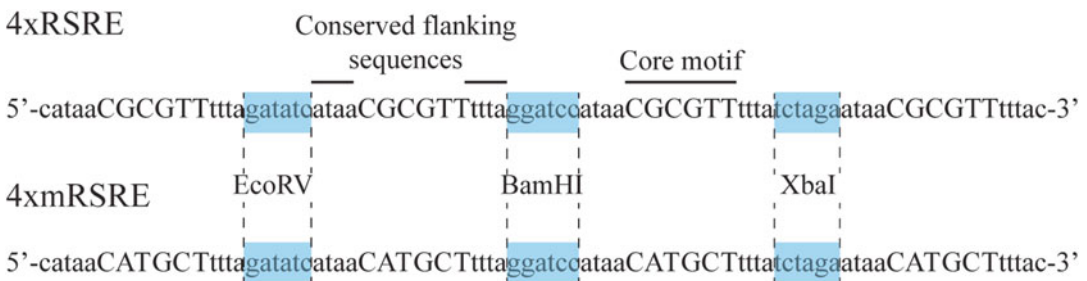 4xRSRE
Conserved flanking
sequences
Core motif
5’-cataaCGCGTTtttagatatcataaCGCGTTtttaggatccataaCGCGTTtttatctagaataaCGCGTTtttac-3’
EcoRV
BamHI
XbaI
4xmRSRE
5’-cataaCATGCTtttagatatcataaCATGCTtttaggatccataaCATGCTtttatctagaataaCATGCTtttac-3’